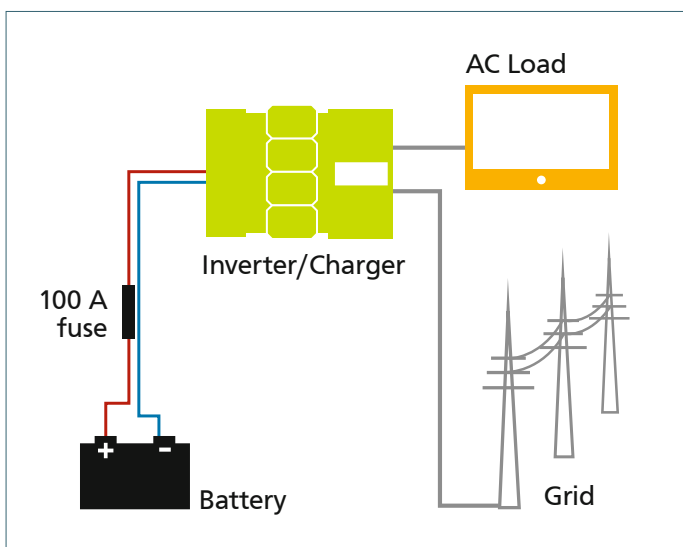 AC Load
Inverter/Charger
100 A
fuse
+ -
Battery
Grid